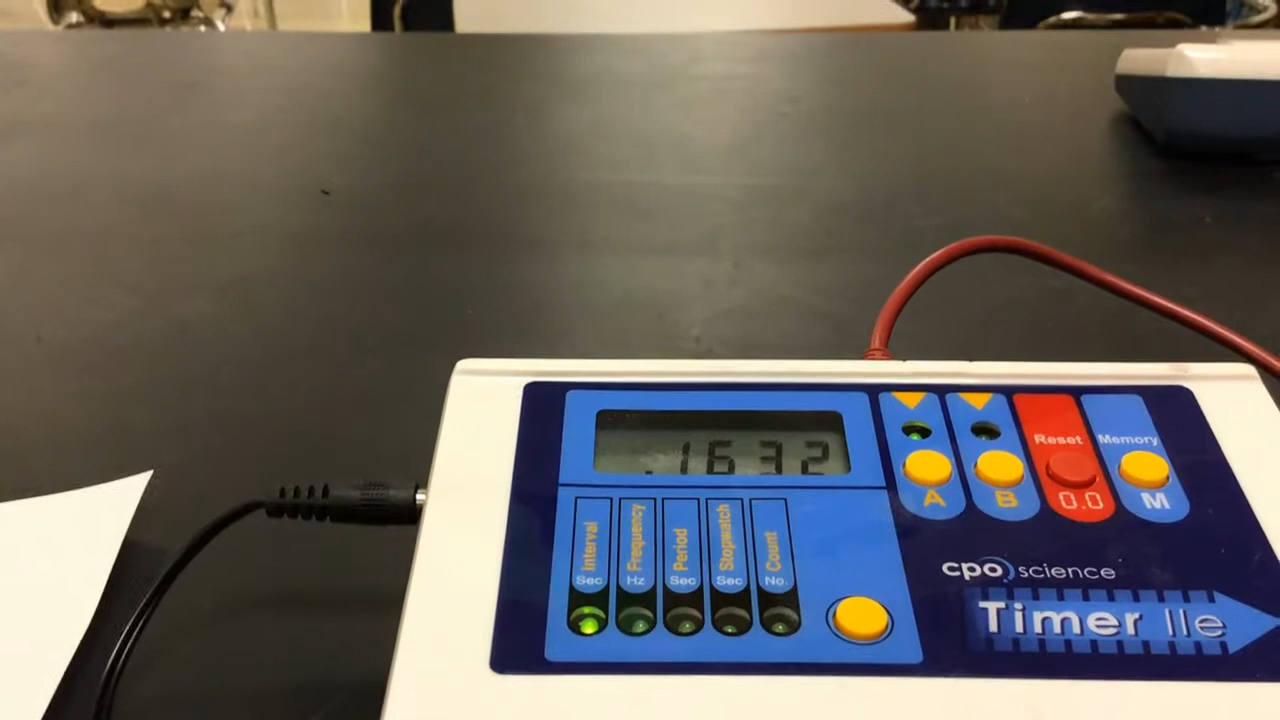 .1632
Interval
Sec
Frequency
Hz
Period
Sec
Stopwatch
Sec
Count
No.
A
B
Reset
0.0
Memory
M
cpo science
Timer IIe